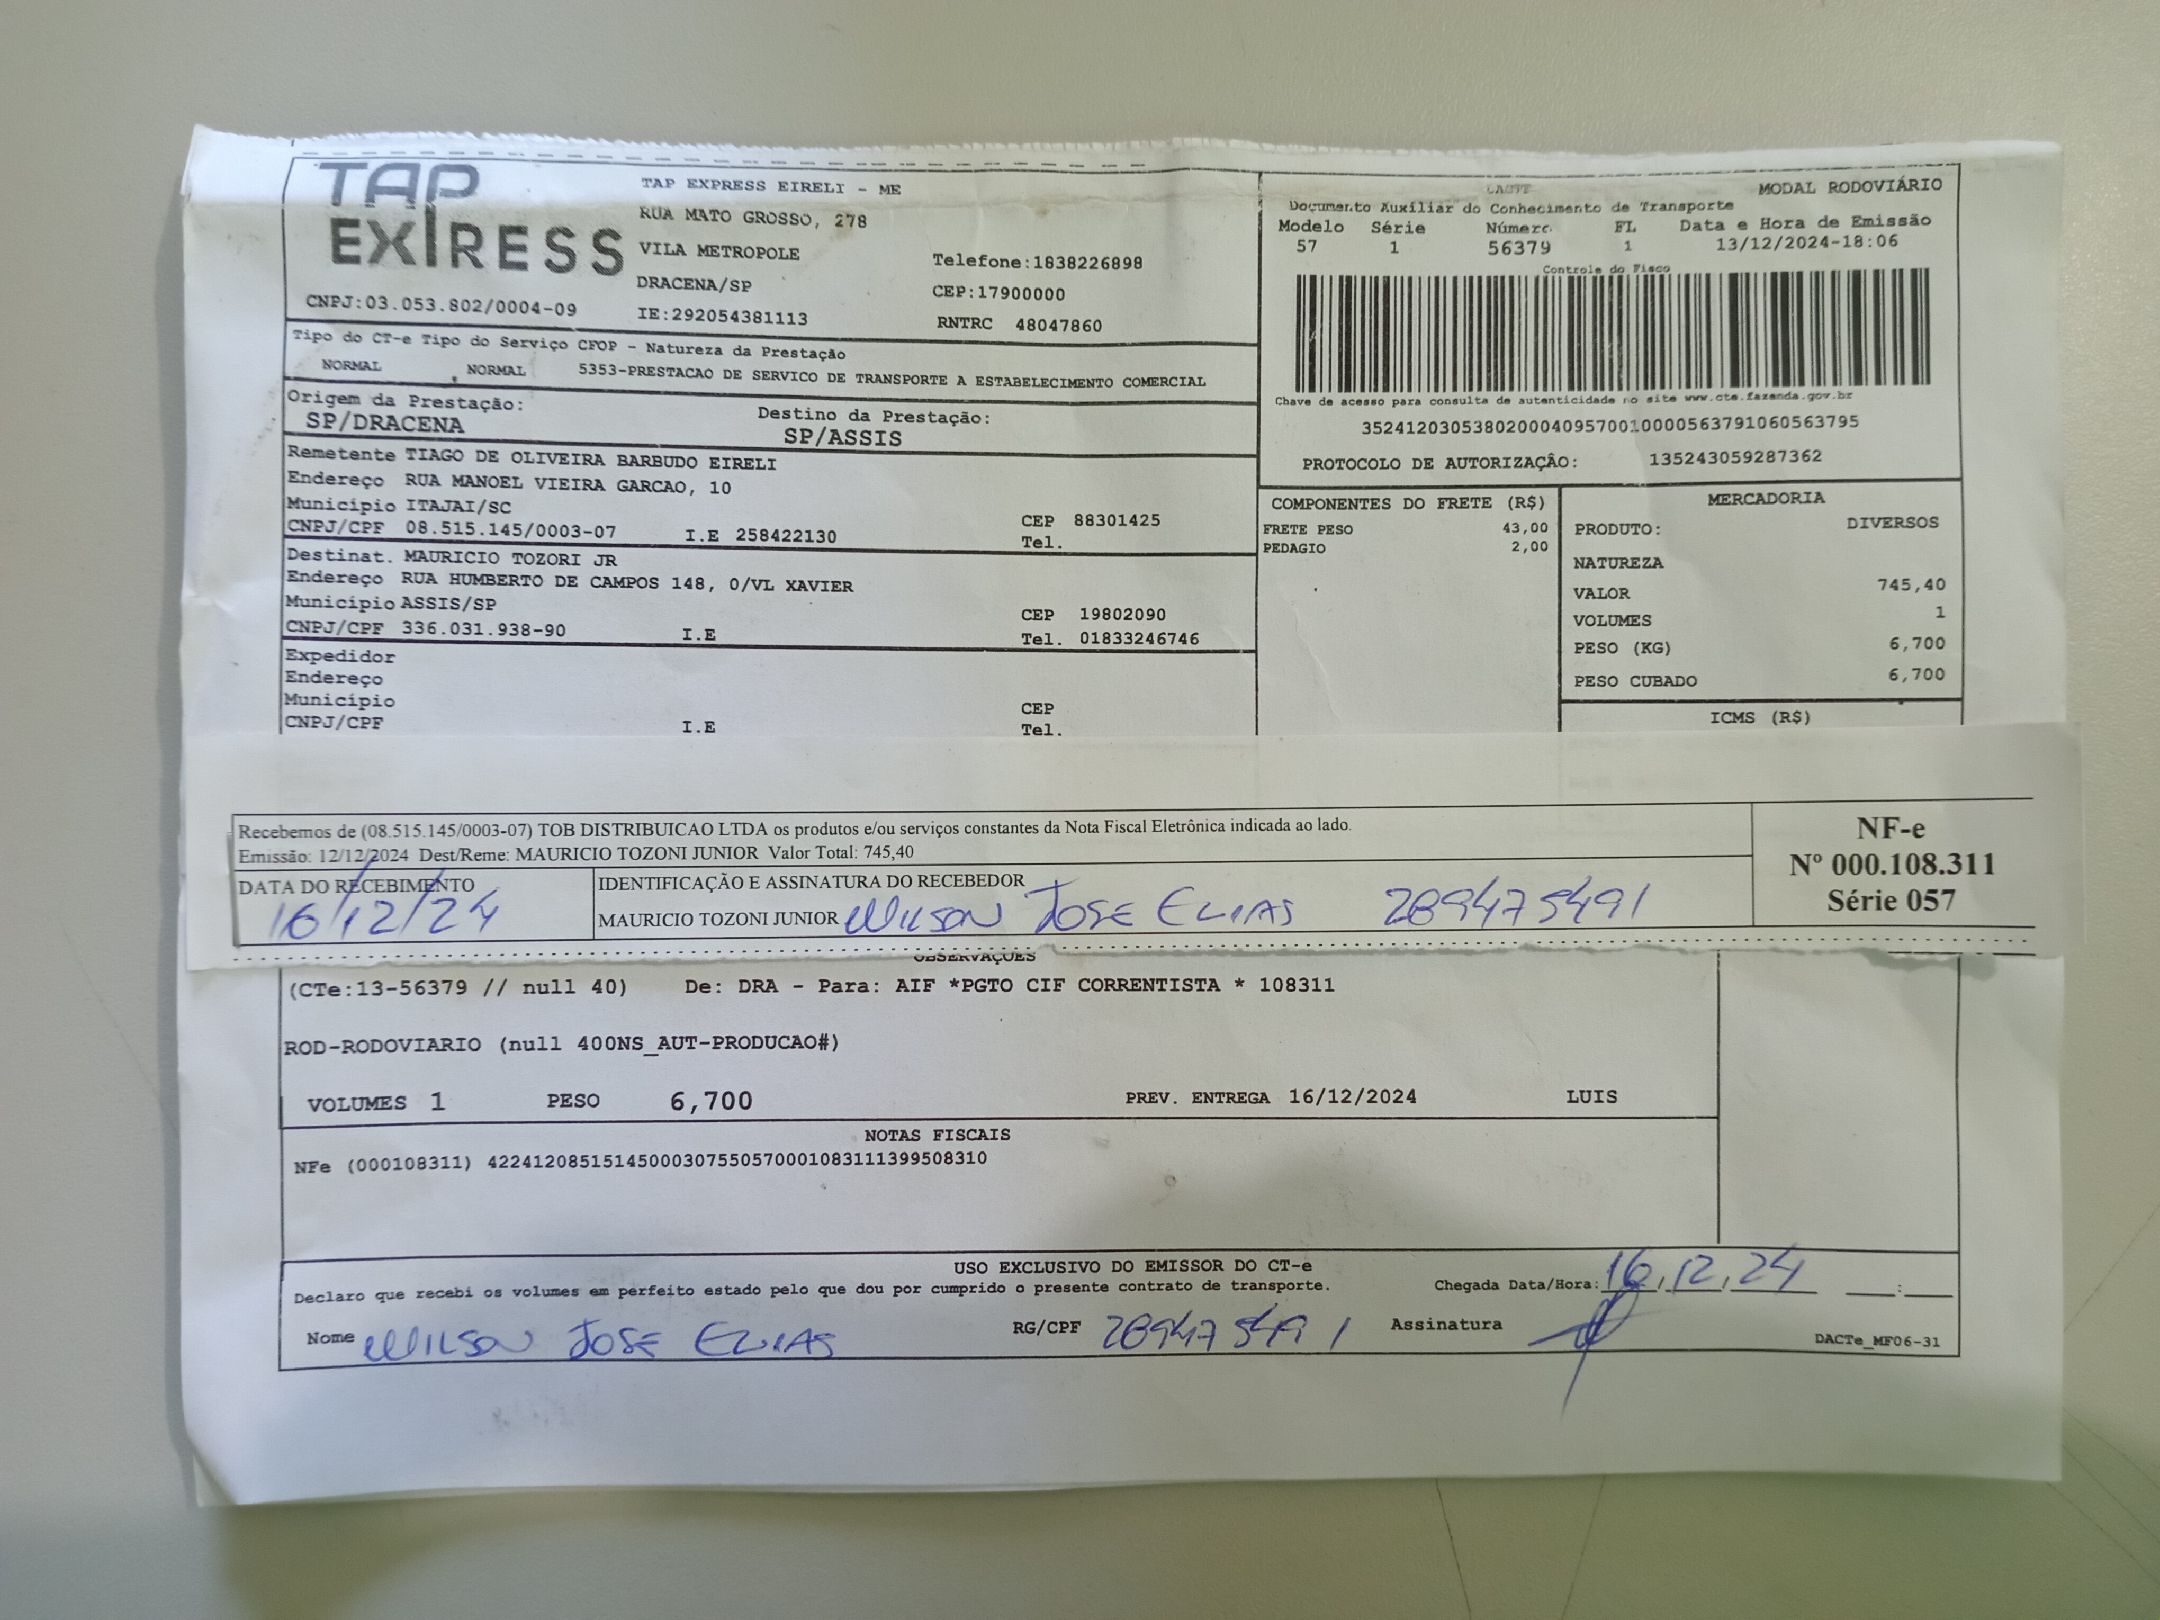 TAP
EXPRESS
CNPJ:03.053.802/0004-09
TAP EXPRESS EIRELI - ME
RUA MATO GROSSO, 278
VILA METROPOLE
DRACENA/SP
IE:292054381113
Telefone:1838226898
CEP:17900000
RNTRC 48047860
DACTE MODAL RODOVIÁRIO
Documento Auxiliar do Conhecimento de Transporte
Modelo Série Número FL Data e Hora de Emissão
57 1 56379 1 13/12/2024-18:06
Controle do Fisco
Chave de acesso para consulta de autenticidade no site www.cte.fazenda.gov.br
35241203053802000409570010000563791060563795
PROTOCOLO DE AUTORIZAÇÂO: 135243059287362
Tipo do CT-e Tipo do Serviço CFOP - Natureza da Prestação
NORMAL NORMAL 5353-PRESTACAO DE SERVICO DE TRANSPORTE A ESTABELECIMENTO COMERCIAL
Origem da Prestação: Destino da Prestação:
SP/DRACENA SP/ASSIS
Remetente TIAGO DE OLIVEIRA BARBUDO EIRELI
Endereço RUA MANOEL VIEIRA GARCAO, 10
Município ITAJAI/SC CEP 88301425
CNPJ/CPF 08.515.145/0003-07 I.E 258422130 Tel.
Destinat. MAURICIO TOZORI JR
Endereço RUA HUMBERTO DE CAMPOS 148, 0/VL XAVIER
Município ASSIS/SP CEP 19802090
CNPJ/CPF 336.031.938-90 I.E Tel. 01833246746
Expedidor
Endereço
Município CEP
CNPJ/CPF I.E Tel.
COMPONENTES DO FRETE (R$)
FRETE PESO 43,00
PEDAGIO 2,00
MERCADORIA
PRODUTO: DIVERSOS
NATUREZA
VALOR 745,40
VOLUMES 1
PESO (KG) 6,700
PESO CUBADO 6,700
ICMS (R$)
Recebemos de (08.515.145/0003-07) TOB DISTRIBUICAO LTDA os produtos e/ou serviços constantes da Nota Fiscal Eletrônica indicada ao lado.
Emissão: 12/12/2024 Dest/Reme: MAURICIO TOZONI JUNIOR Valor Total: 745,40
DATA DO RECEBIMENTO
16/12/24
IDENTIFICAÇÃO E ASSINATURA DO RECEBEDOR
MAURICIO TOZONI JUNIOR WILSON JOSE ELIAS 289475491
NF-e
Nº 000.108.311
Série 057
OBSERVAÇÕES
(CTe:13-56379 // null 40) De: DRA - Para: AIF *PGTO CIF CORRENTISTA * 108311
ROD-RODOVIARIO (null 400NS_AUT-PRODUCAO#)
VOLUMES 1 PESO 6,700 PREV. ENTREGA 16/12/2024 LUIS
NOTAS FISCAIS
NFe (000108311) 42241208515145000307550570001083111399508310
USO EXCLUSIVO DO EMISSOR DO CT-e
Declaro que recebi os volumes em perfeito estado pelo que dou por cumprido o presente contrato de transporte. Chegada Data/Hora: 16,12,24 :
Nome WILSON JOSE ELIAS RG/CPF 289475491 Assinatura
DACTe_MF06-31